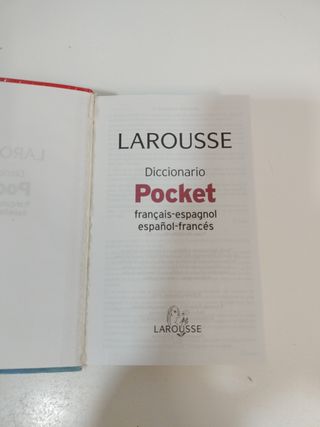 LAROUSSE
Diccionario
Pocket
français-espagnol
español-francés
LAROUSSE